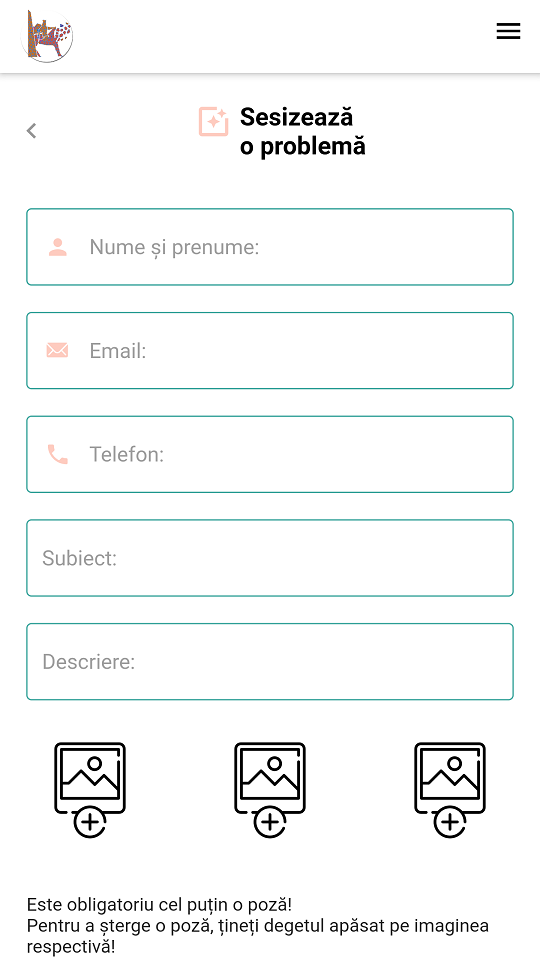 Sesizează
o problemă
Nume și prenume:
Email:
Telefon:
Subiect:
Descriere:
Este obligatoriu cel puțin o poză!
Pentru a șterge o poză, țineți degetul apăsat pe imaginea
respectivă!